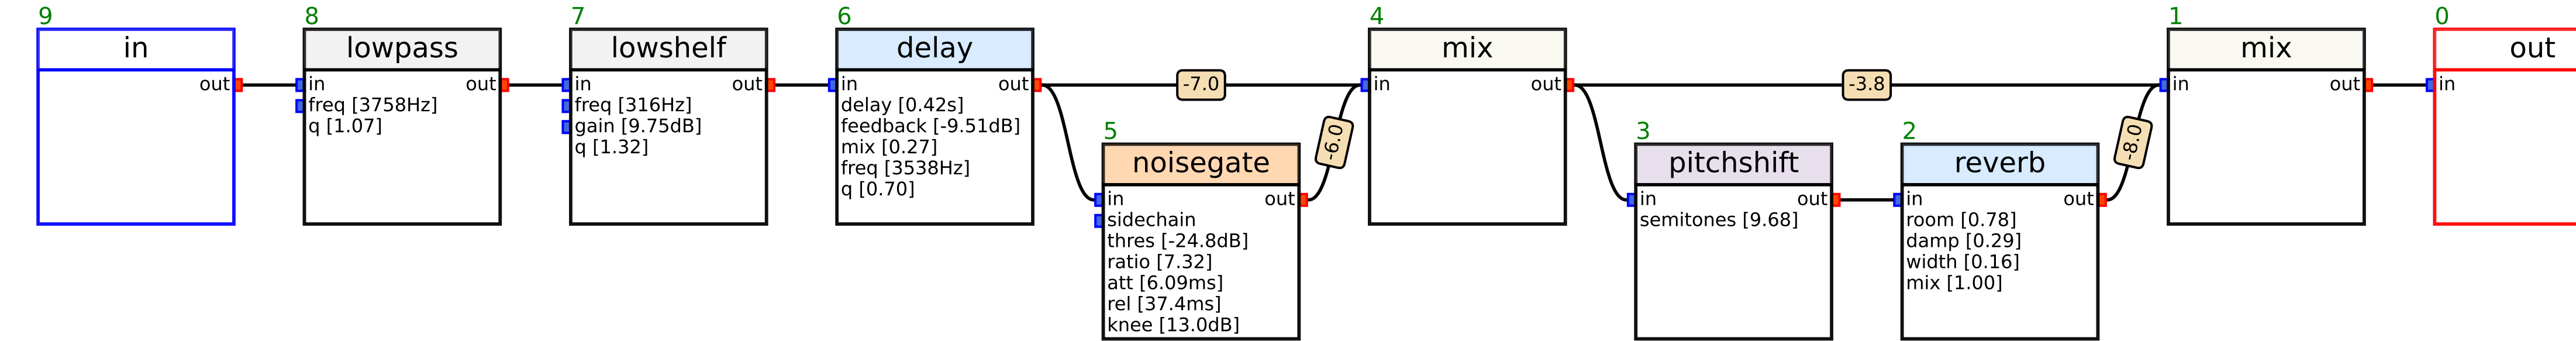 9
in
out
8
lowpass
in out
freq [3758Hz]
q [1.07]
7
lowshelf
in out
freq [316Hz]
gain [9.75dB]
q [1.32]
6
delay
in out
delay [0.42s]
feedback [-9.51dB]
mix [0.27]
freq [3538Hz]
q [0.70]
-7.0
5
noisegate
in out
sidechain
thres [-24.8dB]
ratio [7.32]
att [6.09ms]
rel [37.4ms]
knee [13.0dB]
-6.0
4
mix
in out
-3.8
3
pitchshift
in out
semitones [9.68]
2
reverb
in out
room [0.78]
damp [0.29]
width [0.16]
mix [1.00]
-8.0
1
mix
in out
0
out
in